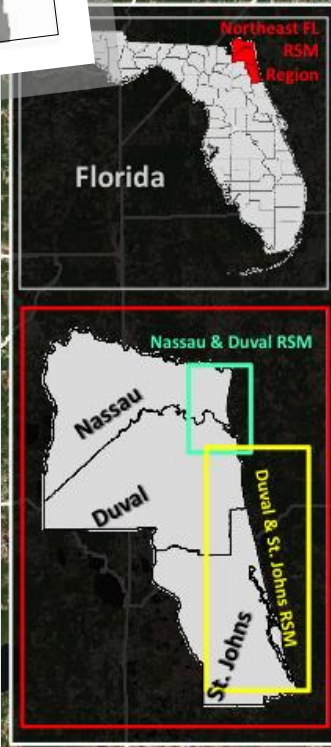 Northeast FL
RSM
Region
Florida
Nassau & Duval RSM
Nassau
Duval
Duval & St. Johns RSM
St. Johns